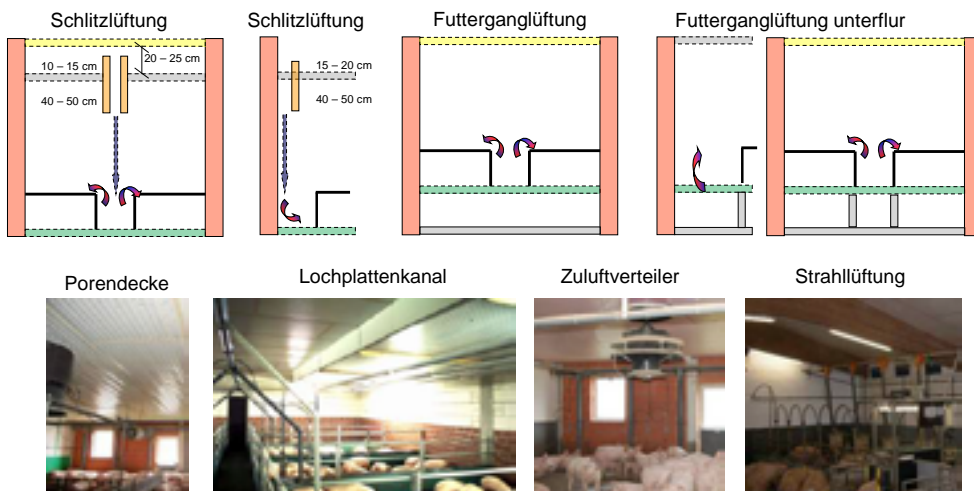 Schlitzlüftung
Schlitzlüftung
Futterganglüftung
Futterganglüftung unterflur
10 – 15 cm
20 – 25 cm
40 – 50 cm
15 – 20 cm
40 – 50 cm
Porendecke
Lochplattenkanal
Zuluftverteiler
Strahllüftung